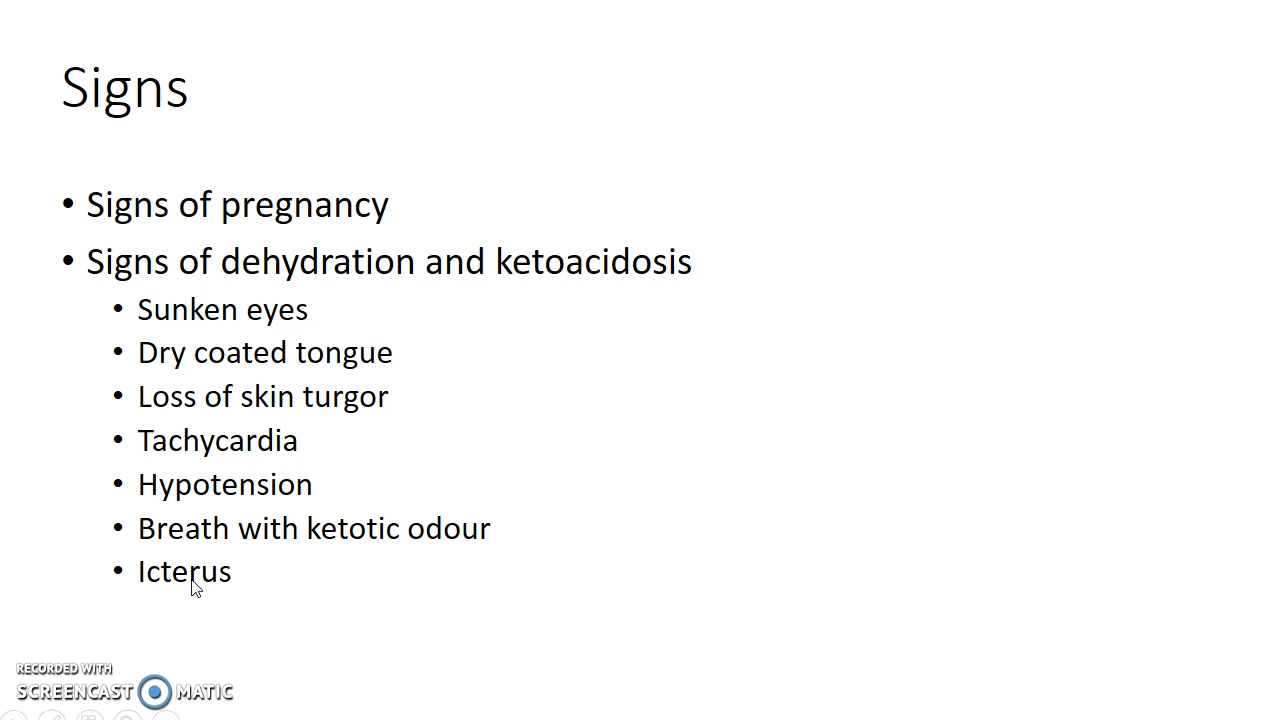 Signs
• Signs of pregnancy
• Signs of dehydration and ketoacidosis
• Sunken eyes
• Dry coated tongue
• Loss of skin turgor
• Tachycardia
• Hypotension
• Breath with ketotic odour
• Icterus
RECORDED WITH
SCREENCAST MATIC